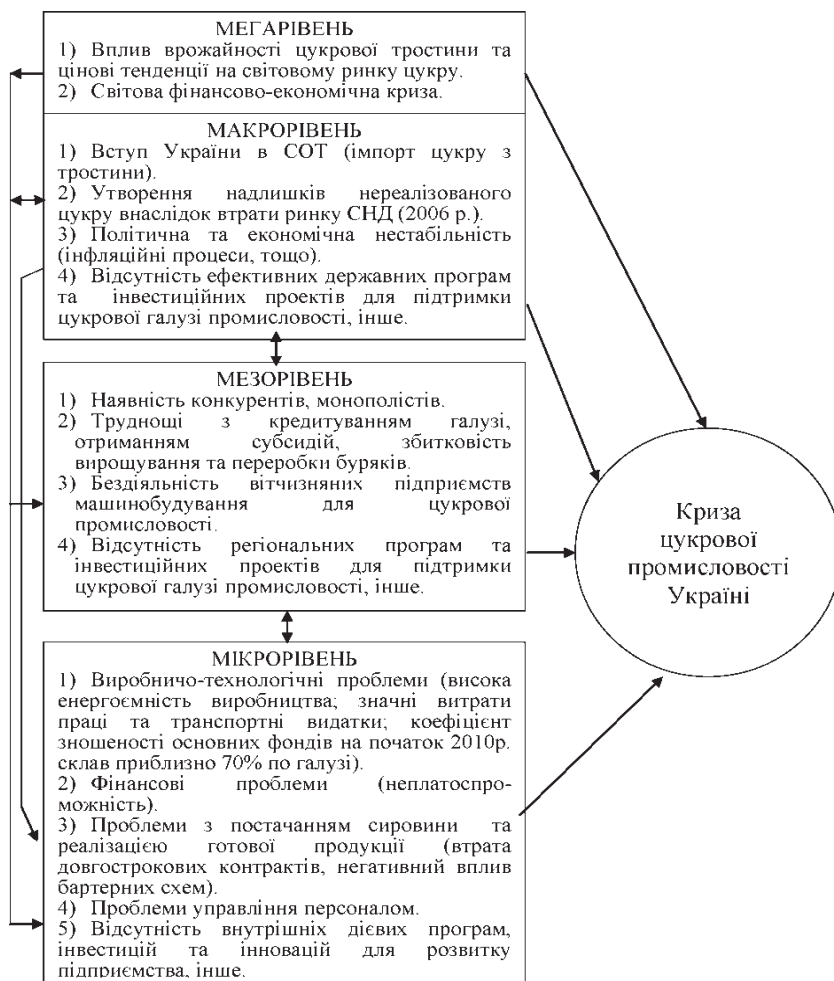 МЕГАРІВЕНЬ
1) Вплив врожайності цукрової тростини та
цінові тенденції на світовому ринку цукру.
2) Світова фінансово-економічна криза.
МАКРОРІВЕНЬ
1) Вступ України в СОТ (імпорт цукру з
тростини).
2) Утворення надлишків нереалізованого
цукру внаслідок втрати ринку СНД (2006 р.).
3) Політична та економічна нестабільність
(інфляційні процеси, тощо).
4) Відсутність ефективних державних програм
та інвестиційних проектів для підтримки
цукрової галузі промисловості, інше.
МЕЗОРІВЕНЬ
1) Наявність конкурентів, монополістів.
2) Труднощі з кредитуванням галузі,
отриманням субсидій, збитковість
вирощування та переробки буряків.
3) Бездіяльність вітчизняних підприємств
машинобудування для цукрової
промисловості.
4) Відсутність регіональних програм та
інвестиційних проектів для підтримки
цукрової галузі промисловості, інше.
МІКРОРІВЕНЬ
1) Виробничо-технологічні проблеми (висока
енергоємність виробництва; значні витрати
праці та транспортні видатки; коефіцієнт
зношеності основних фондів на початок 2010р.
склав приблизно 70% по галузі).
2) Фінансові проблеми (неплатоспро-
можність).
3) Проблеми з постачанням сировини та
реалізацією готової продукції (втрата
довгострокових контрактів, негативний вплив
бартерних схем).
4) Проблеми управління персоналом.
5) Відсутність внутрішніх дієвих програм,
інвестицій та інновацій для розвитку
підприємства, інше.
Криза
цукрової
промисловості
Україні